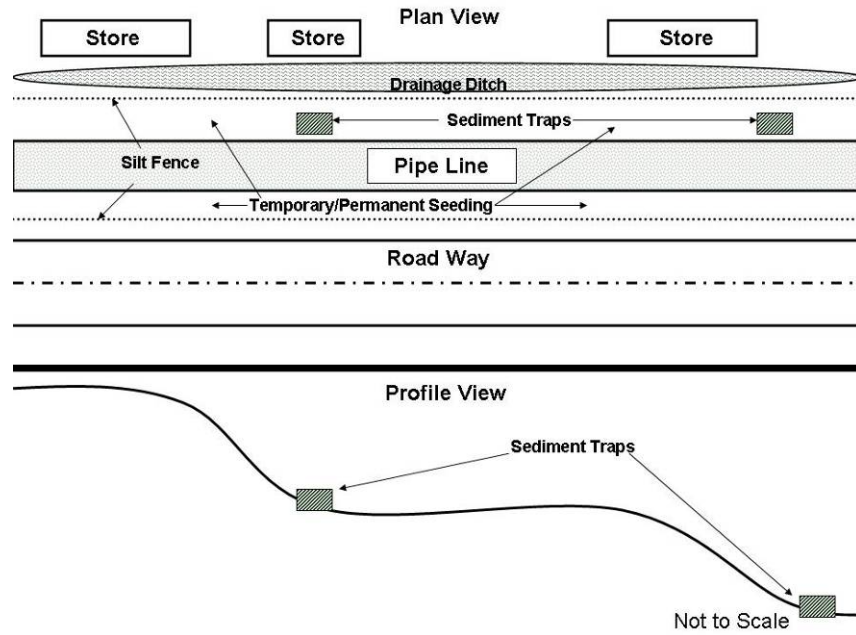 Plan View
Store
Store
Store
Drainage Ditch
Sediment Traps
Silt Fence
Pipe Line
Temporary/Permanent Seeding
Road Way
Profile View
Sediment Traps
Not to Scale